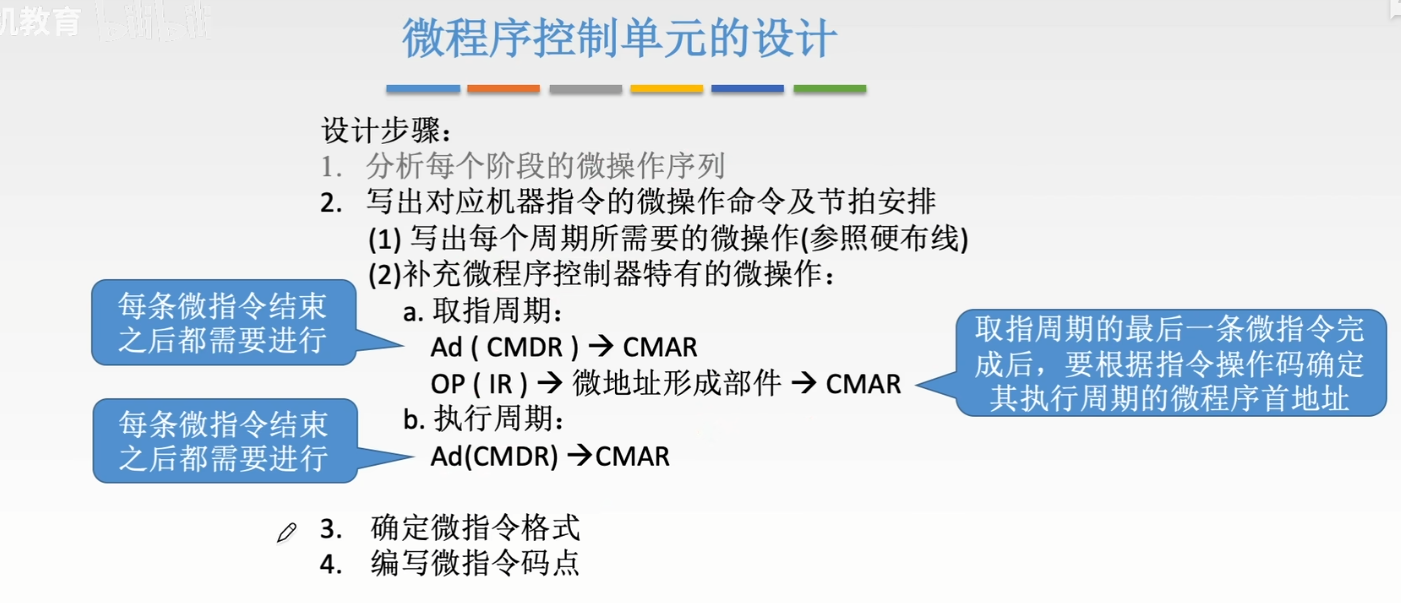 机教育 bilibili
微程序控制单元的设计
设计步骤：
1. 分析每个阶段的微操作序列
2. 写出对应机器指令的微操作命令及节拍安排
(1) 写出每个周期所需要的微操作(参照硬布线)
(2)补充微程序控制器特有的微操作：
a. 取指周期：
每条微指令结束
之后都需要进行
Ad ( CMDR ) → CMAR
OP ( IR ) → 微地址形成部件 → CMAR
取指周期的最后一条微指令完
成后，要根据指令操作码确定
其执行周期的微程序首地址
b. 执行周期：
每条微指令结束
之后都需要进行
Ad(CMDR) →CMAR
3. 确定微指令格式
4. 编写微指令码点